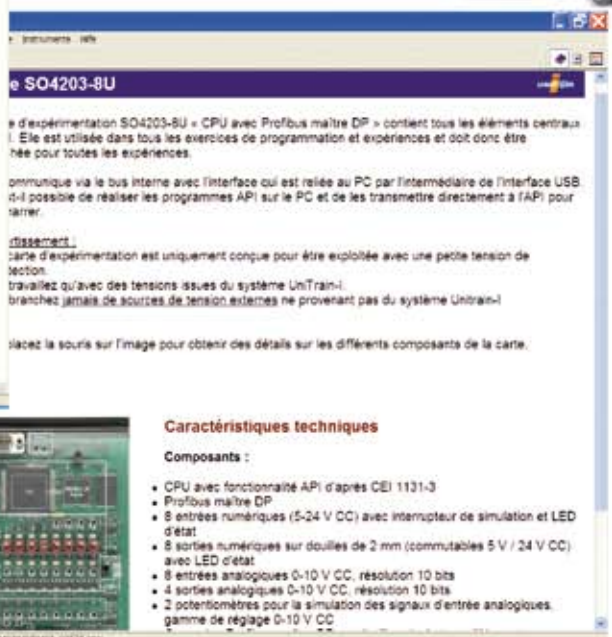 Instruments
e SO4203-8U
e d'expérimentation SO4203-8U « CPU avec Profibus maître DP » contient tous les éléments centraux
l. Elle est utilisée dans tous les exercices de programmation et expériences et doit donc être
hée pour toutes les expériences.
ommunique via le bus interne avec l'interface qui est reliée au PC par l'intermédiaire de l'interface USB.
st-il possible de réaliser les programmes API sur le PC et de les transmettre directement à l'API pour
arrer.
rtissement :
carte d'expérimentation est uniquement conçue pour être exploitée avec une petite tension de
tection.
travaillez qu'avec des tensions issues du système UniTrain-I.
branchez jamais de sources de tension externes ne provenant pas du système Unitrain-I
lacez la souris sur l'image pour obtenir des détails sur les différents composants de la carte.
Caractéristiques techniques
Composants :
• CPU avec fonctionnalité API d'après CEI 1131-3
• Profibus maître DP
• 8 entrées numériques (5-24 V CC) avec interrupteur de simulation et LED
d'état
• 8 sorties numériques sur douilles de 2 mm (commutables 5 V / 24 V CC)
avec LED d'état
• 8 entrées analogiques 0-10 V CC, résolution 10 bits
• 4 sorties analogiques 0-10 V CC, résolution 10 bits
• 2 potentiomètres pour la simulation des signaux d'entrée analogiques,
gamme de réglage 0-10 V CC